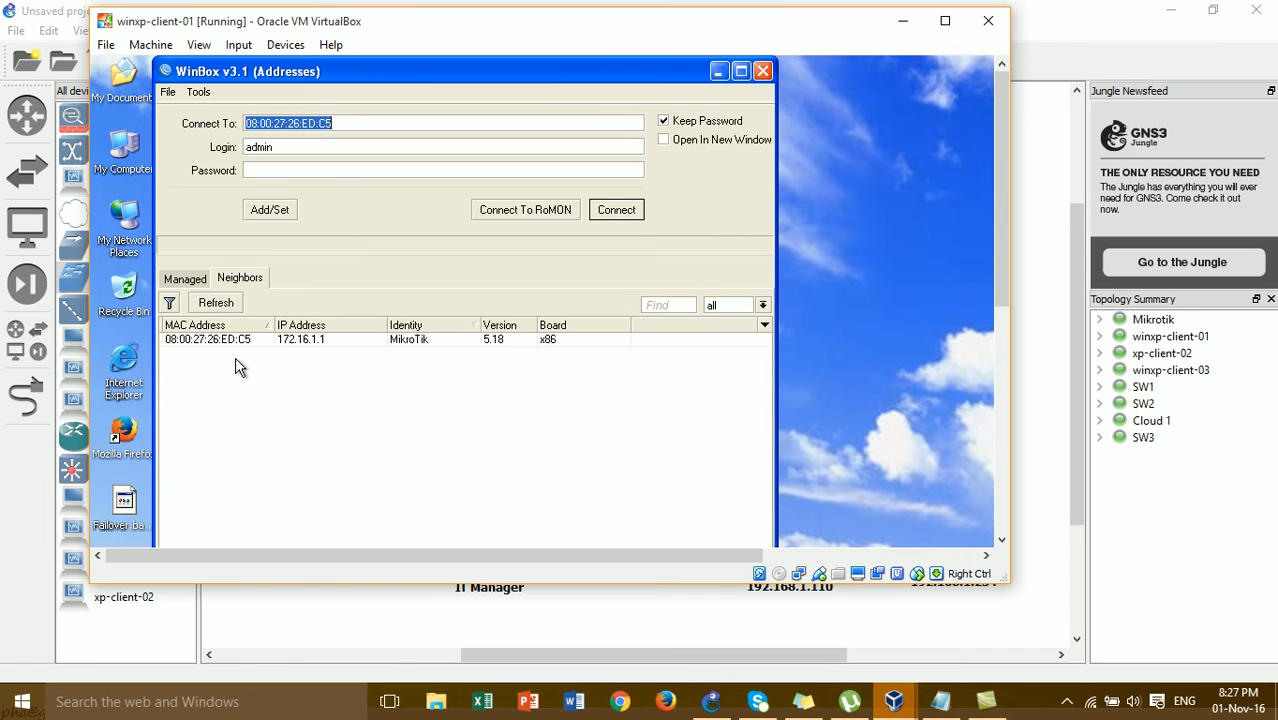 Unsaved proj
winxp-client-01 [Running] - Oracle VM VirtualBox
File Edit
File Machine View Input Devices Help
My Document
My Computer
My Network Places
Recycle Bin
Internet Explorer
Mozilla Firefo
Failover.ba..
WinBox v3.1 (Addresses)
File Tools
Connect To: 08:00:27:26:ED:C5
Keep Password
Login: admin
Open In New Window
Password:
Add/Set Connect To RoMON Connect
Managed Neighbors
Refresh Find all
MAC Address IP Address Identity Version Board
08:00:27:26:ED:C5 172.16.1.1 MikroTik 5.18 x86
Right Ctrl
All devi
xp-client-02
IT Manager 192.168.1.110
Jungle Newsfeed
GNS3
Jungle
THE ONLY RESOURCE YOU NEED
The Jungle has everything you will ever
need for GNS3. Come check it out
now.
Go to the Jungle
Topology Summary
Mikrotik
winxp-client-01
xp-client-02
winxp-client-03
SW1
SW2
Cloud 1
SW3
Search the web and Windows
ENG
8:27 PM
01-Nov-16